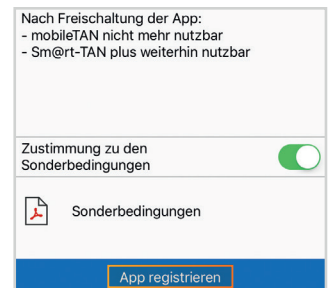 Nach Freischaltung der App:
- mobileTAN nicht mehr nutzbar
- Sm@rt-TAN plus weiterhin nutzbar
Zustimmung zu den
Sonderbedingungen
Sonderbedingungen
App registrieren